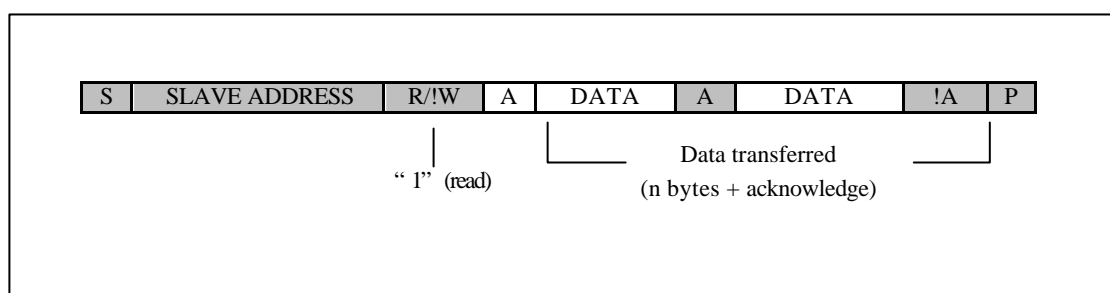 S SLAVE ADDRESS R/!W A DATA A DATA !A P
Data transferred
“ 1” (read)
(n bytes + acknowledge)